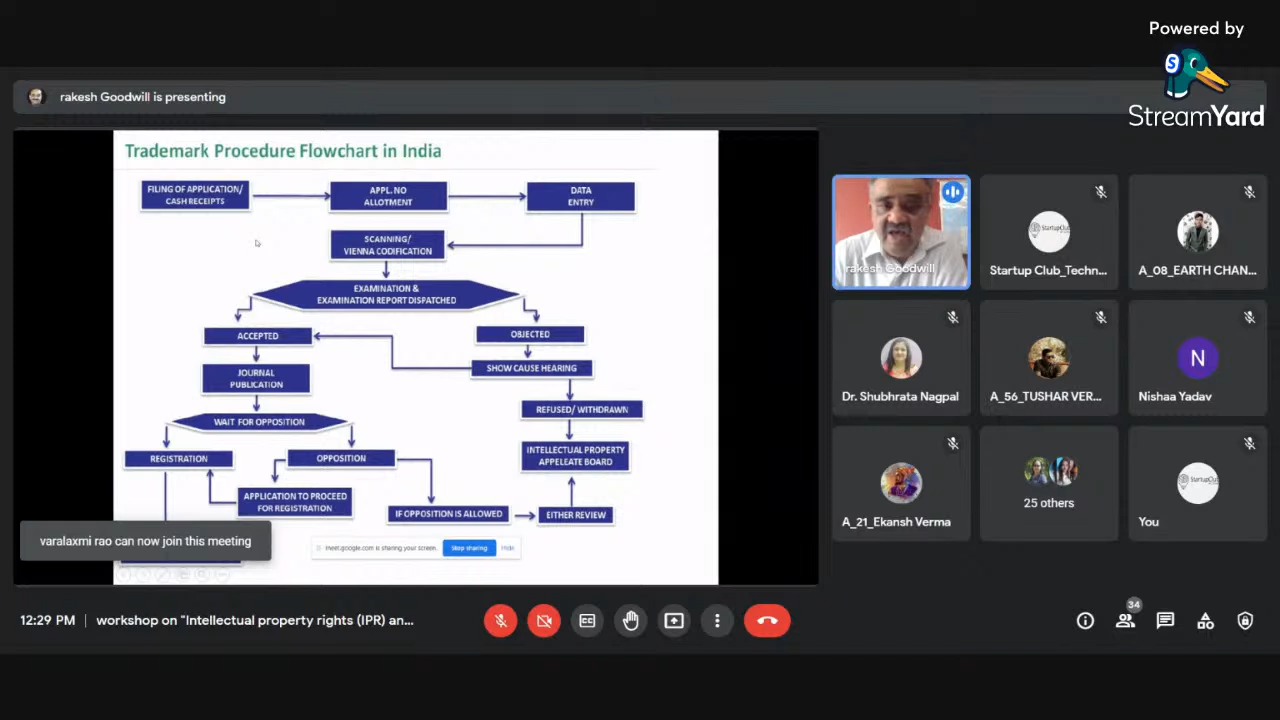 Powered by
S
StreamYard
rakesh Goodwill is presenting
Trademark Procedure Flowchart in India
FILING OF APPLICATION/
CASH RECEIPTS
APPL. NO
ALLOTMENT
DATA
ENTRY
SCANNING/
VIENNA CODIFICATION
EXAMINATION &
EXAMINATION REPORT DISPATCHED
ACCEPTED
OBJECTED
JOURNAL
PUBLICATION
SHOW CAUSE HEARING
WAIT FOR OPPOSITION
REFUSED/ WITHDRAWN
REGISTRATION
OPPOSITION
INTELLECTUAL PROPERTY
APPELEATE BOARD
APPLICATION TO PROCEED
FOR REGISTRATION
IF OPPOSITION IS ALLOWED
EITHER REVIEW
varalaxmi rao can now join this meeting
meet.google.com is sharing your screen.
Stop sharing
Hide
rakesh Goodwill
Startup Club_Techn...
A_08_EARTH CHAN...
Dr. Shubhrata Nagpal
A_56_TUSHAR VER...
N
Nishaa Yadav
A_21_Ekansh Verma
25 others
StartupClub
You
12:29 PM
workshop on "Intellectual property rights (IPR) an...
34